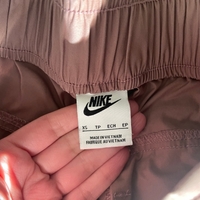 NIKE
XS TP ECH EP
MADE IN VIETNAM
FABRIQUÉ AU VIETNAM